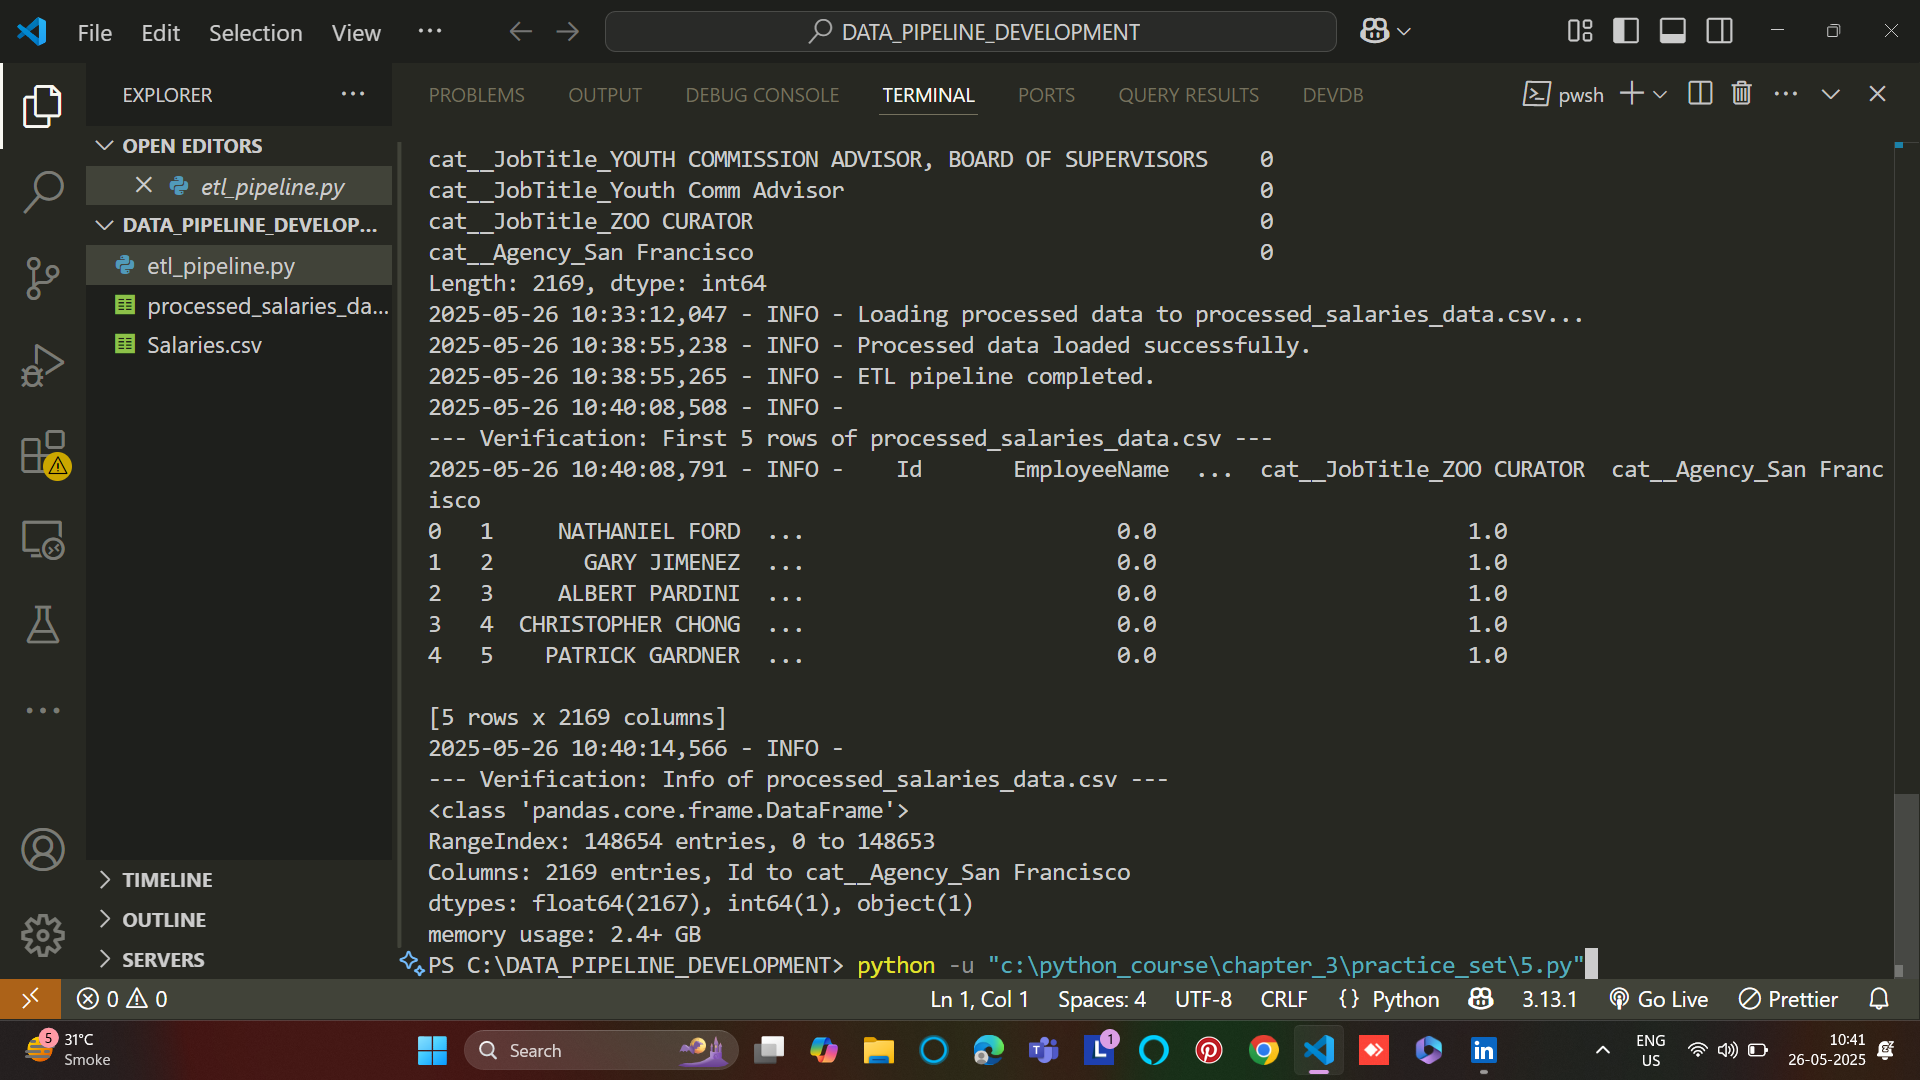 File Edit Selection View ···
DATA_PIPELINE_DEVELOPMENT
EXPLORER ···
OPEN EDITORS
etl_pipeline.py
DATA_PIPELINE_DEVELOP...
etl_pipeline.py
processed_salaries_da...
Salaries.csv
TIMELINE
OUTLINE
SERVERS
PROBLEMS OUTPUT DEBUG CONSOLE TERMINAL PORTS QUERY RESULTS DEVDB
pwsh
cat__JobTitle_YOUTH COMMISSION ADVISOR, BOARD OF SUPERVISORS 0
cat__JobTitle_Youth Comm Advisor 0
cat__JobTitle_ZOO CURATOR 0
cat__Agency_San Francisco 0
Length: 2169, dtype: int64
2025-05-26 10:33:12,047 - INFO - Loading processed data to processed_salaries_data.csv...
2025-05-26 10:38:55,238 - INFO - Processed data loaded successfully.
2025-05-26 10:38:55,265 - INFO - ETL pipeline completed.
2025-05-26 10:40:08,508 - INFO -
--- Verification: First 5 rows of processed_salaries_data.csv ---
2025-05-26 10:40:08,791 - INFO - Id EmployeeName ... cat__JobTitle_ZOO CURATOR cat__Agency_San Franc
isco
0 1 NATHANIEL FORD ... 0.0 1.0
1 2 GARY JIMENEZ ... 0.0 1.0
2 3 ALBERT PARDINI ... 0.0 1.0
3 4 CHRISTOPHER CHONG ... 0.0 1.0
4 5 PATRICK GARDNER ... 0.0 1.0
[5 rows x 2169 columns]
2025-05-26 10:40:14,566 - INFO -
--- Verification: Info of processed_salaries_data.csv ---
<class 'pandas.core.frame.DataFrame'>
RangeIndex: 148654 entries, 0 to 148653
Columns: 2169 entries, Id to cat__Agency_San Francisco
dtypes: float64(2167), int64(1), object(1)
memory usage: 2.4+ GB
PS C:\DATA_PIPELINE_DEVELOPMENT> python -u "c:\python_course\chapter_3\practice_set\5.py"
0 0 Ln 1, Col 1 Spaces: 4 UTF-8 CRLF {} Python 3.13.1 Go Live Prettier
5 31°C
Smoke
Search
T
L 1
in
ENG
US
10:41
26-05-2025